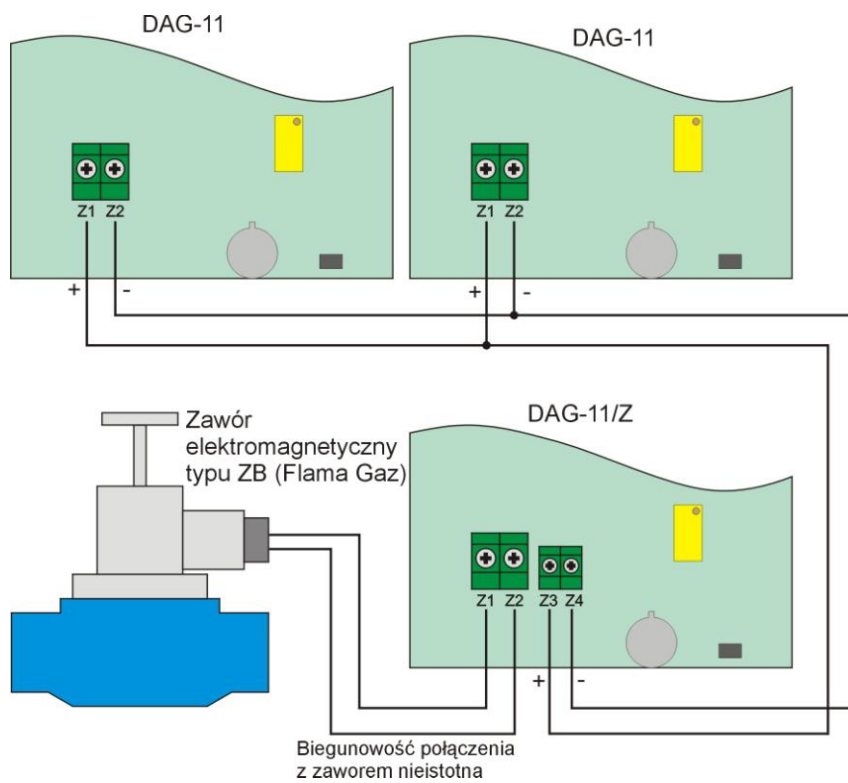 DAG-11
DAG-11
Z1 Z2
Z1 Z2
+ -
+ -
Zawór
elektromagnetyczny
typu ZB (Flama Gaz)
DAG-11/Z
Z1 Z2 Z3 Z4
+ -
Biegunowość połączenia
z zaworem nieistotna